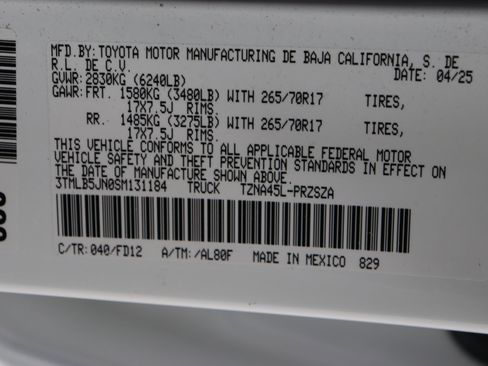 MFD.BY:TOYOTA MOTOR MANUFACTURING DE BAJA CALIFORNIA, S. DE
R.L. DE C.V. DATE: 04/25
GVWR:2830KG (6240LB)
GAWR:FRT. 1580KG (3480LB) WITH 265/70R17 TIRES,
17X7.5J RIMS.
RR. 1485KG (3275LB) WITH 265/70R17 TIRES,
17X7.5J RIMS.
THIS VEHICLE CONFORMS TO ALL APPLICABLE FEDERAL MOTOR
VEHICLE SAFETY AND THEFT PREVENTION STANDARDS IN EFFECT ON
THE DATE OF MANUFACTURE SHOWN ABOVE.
3TMLB5JN0SM131184 TRUCK TZNA45L-PRZSZA
C/TR:040/FD12 A/TM:/AL80F MADE IN MEXICO 829